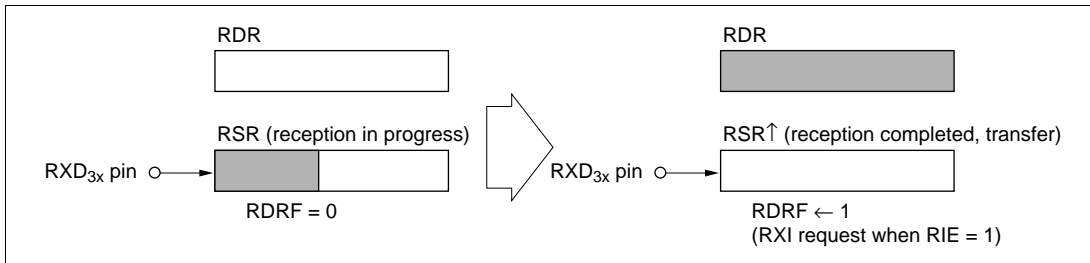 RDR
RSR (reception in progress)
RXD3x pin
RDRF = 0
RDR
RSR↑ (reception completed, transfer)
RXD3x pin
RDRF ← 1
(RXI request when RIE = 1)